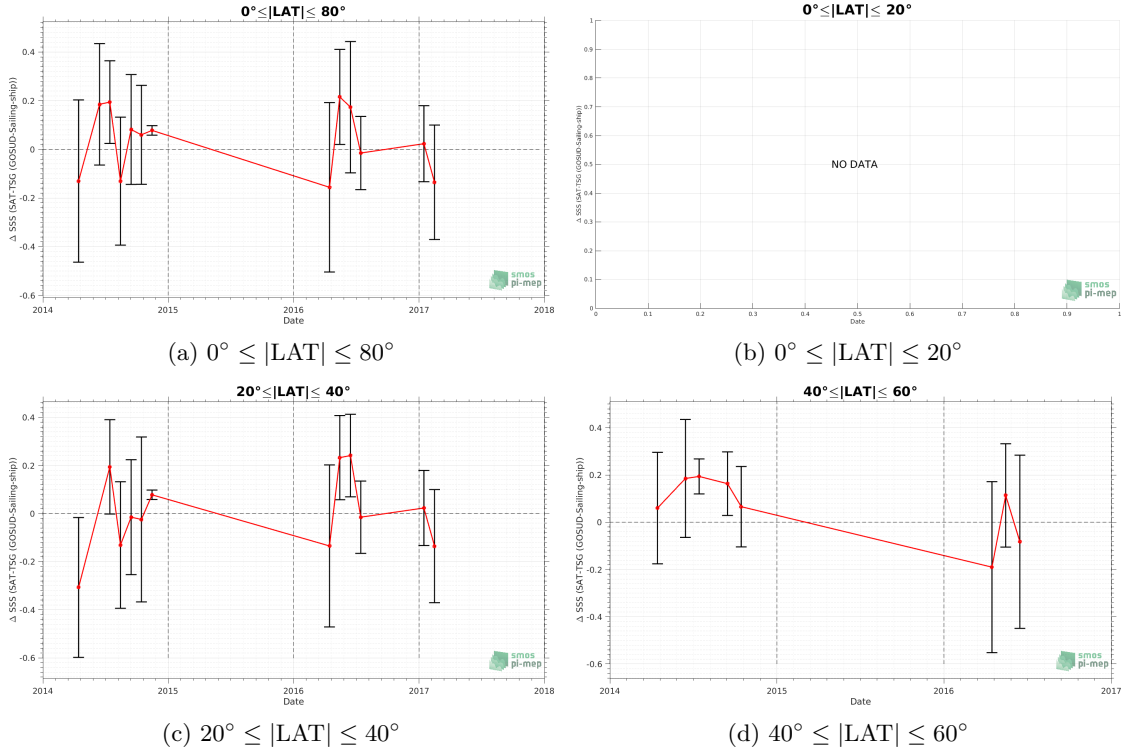 0°≤|LAT|≤ 80°
Δ SSS (SAT-TSG (GOSUD-Sailing-ship))
0.4
0.2
0
-0.2
-0.4
-0.6
2014
2015
2016
2017
2018
Date
smos
pi-mep
(a) 0° ≤ |LAT| ≤ 80°
0°≤|LAT|≤ 20°
Δ SSS (SAT-TSG (GOSUD-Sailing-ship))
1
0.9
0.8
0.7
0.6
0.5
0.4
0.3
0.2
0.1
0
NO DATA
0
0.1
0.2
0.3
0.4
0.5
0.6
0.7
0.8
0.9
1
Date
smos
pi-mep
(b) 0° ≤ |LAT| ≤ 20°
20°≤|LAT|≤ 40°
Δ SSS (SAT-TSG (GOSUD-Sailing-ship))
0.4
0.2
0
-0.2
-0.4
-0.6
2014
2015
2016
2017
2018
Date
smos
pi-mep
(c) 20° ≤ |LAT| ≤ 40°
40°≤|LAT|≤ 60°
Δ SSS (SAT-TSG (GOSUD-Sailing-ship))
0.4
0.2
0
-0.2
-0.4
-0.6
2014
2015
2016
2017
Date
smos
pi-mep
(d) 40° ≤ |LAT| ≤ 60°